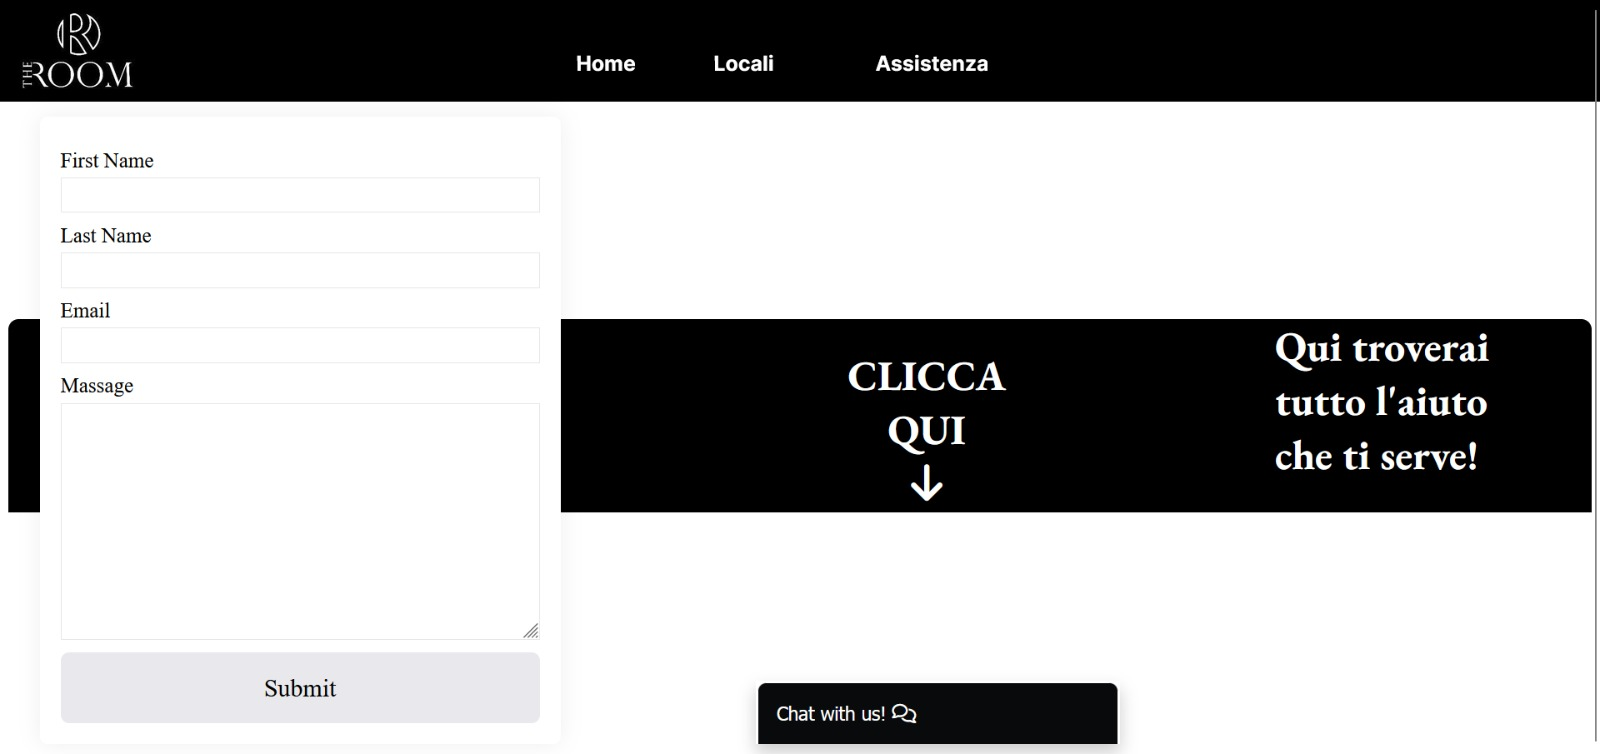 THE ROOM
Home Locali Assistenza
First Name
Last Name
Email
Massage
Submit
CLICCA
QUI
Qui troverai
tutto l'aiuto
che ti serve!
Chat with us!